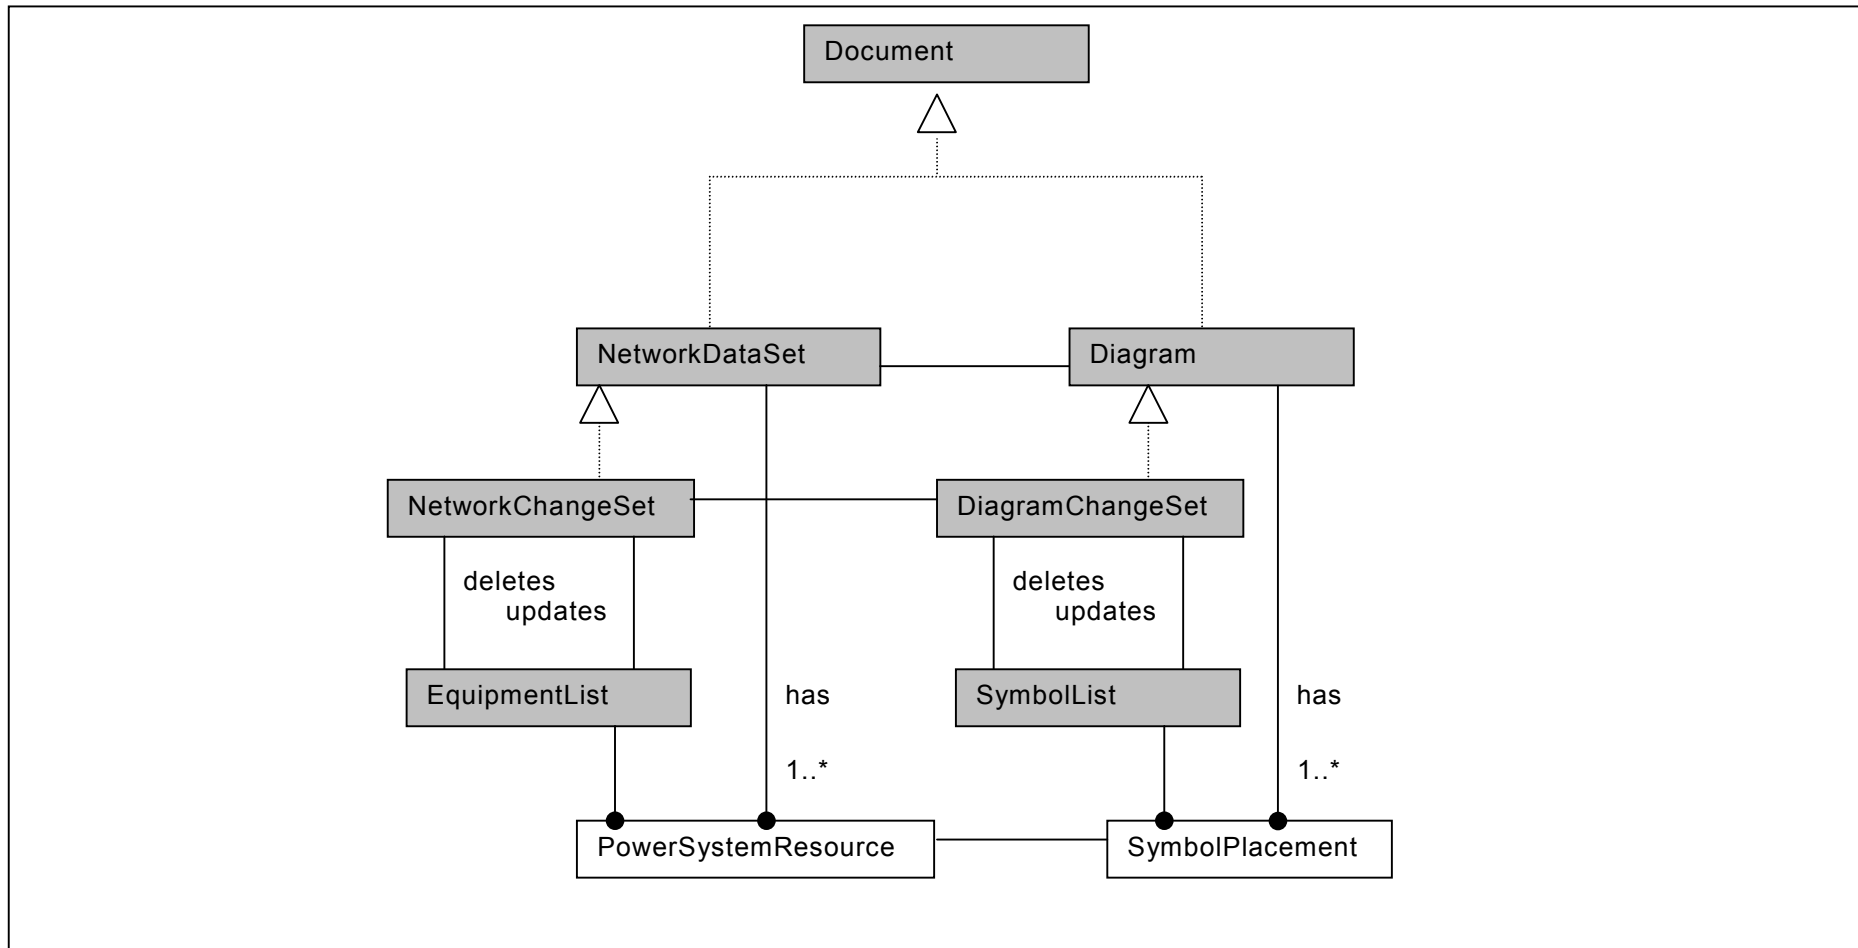 Document
NetworkDataSet
Diagram
NetworkChangeSet
DiagramChangeSet
deletes
updates
deletes
updates
EquipmentList
has
SymbolList
has
1..*
1..*
PowerSystemResource
SymbolPlacement